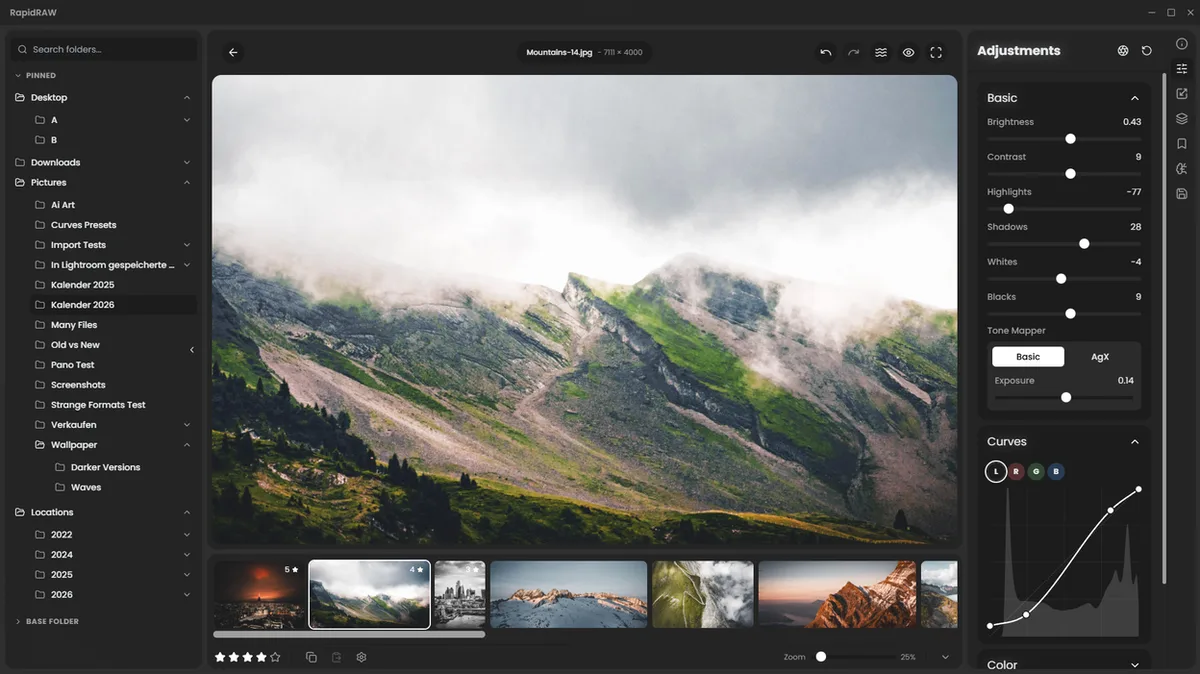 RapidRAW
Search folders...
PINNED
Desktop
A
B
Downloads
Pictures
Ai Art
Curves Presets
Import Tests
In Lightroom gespeicherte ...
Kalender 2025
Kalender 2026
Many Files
Old vs New
Pano Test
Screenshots
Strange Formats Test
Verkaufen
Wallpaper
Darker Versions
Waves
Locations
2022
2024
2025
2026
BASE FOLDER
Mountains-14.jpg - 7111 × 4000
5 ★
4 ★
Zoom 25%
Adjustments
Basic
Brightness 0.43
Contrast 9
Highlights -77
Shadows 28
Whites -4
Blacks 9
Tone Mapper
Basic AgX
Exposure 0.14
Curves
L R G B
Color